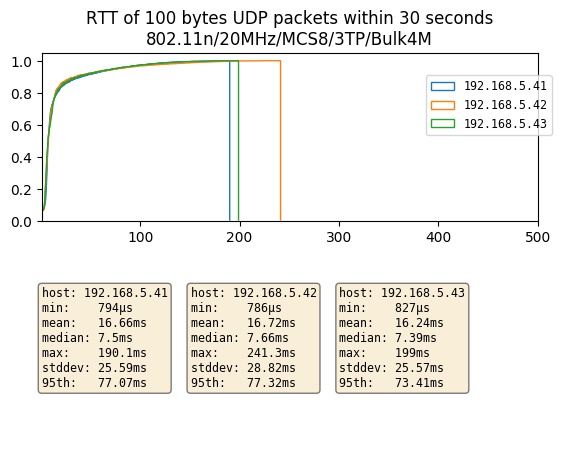 RTT of 100 bytes UDP packets within 30 seconds
802.11n/20MHz/MCS8/3TP/Bulk4M
1.0
0.8
0.6
0.4
0.2
0.0
192.168.5.41
192.168.5.42
192.168.5.43
100 200 300 400 500
host: 192.168.5.41
min: 794µs
mean: 16.66ms
median: 7.5ms
max: 190.1ms
stddev: 25.59ms
95th: 77.07ms
host: 192.168.5.42
min: 786µs
mean: 16.72ms
median: 7.66ms
max: 241.3ms
stddev: 28.82ms
95th: 77.32ms
host: 192.168.5.43
min: 827µs
mean: 16.24ms
median: 7.39ms
max: 199ms
stddev: 25.57ms
95th: 73.41ms